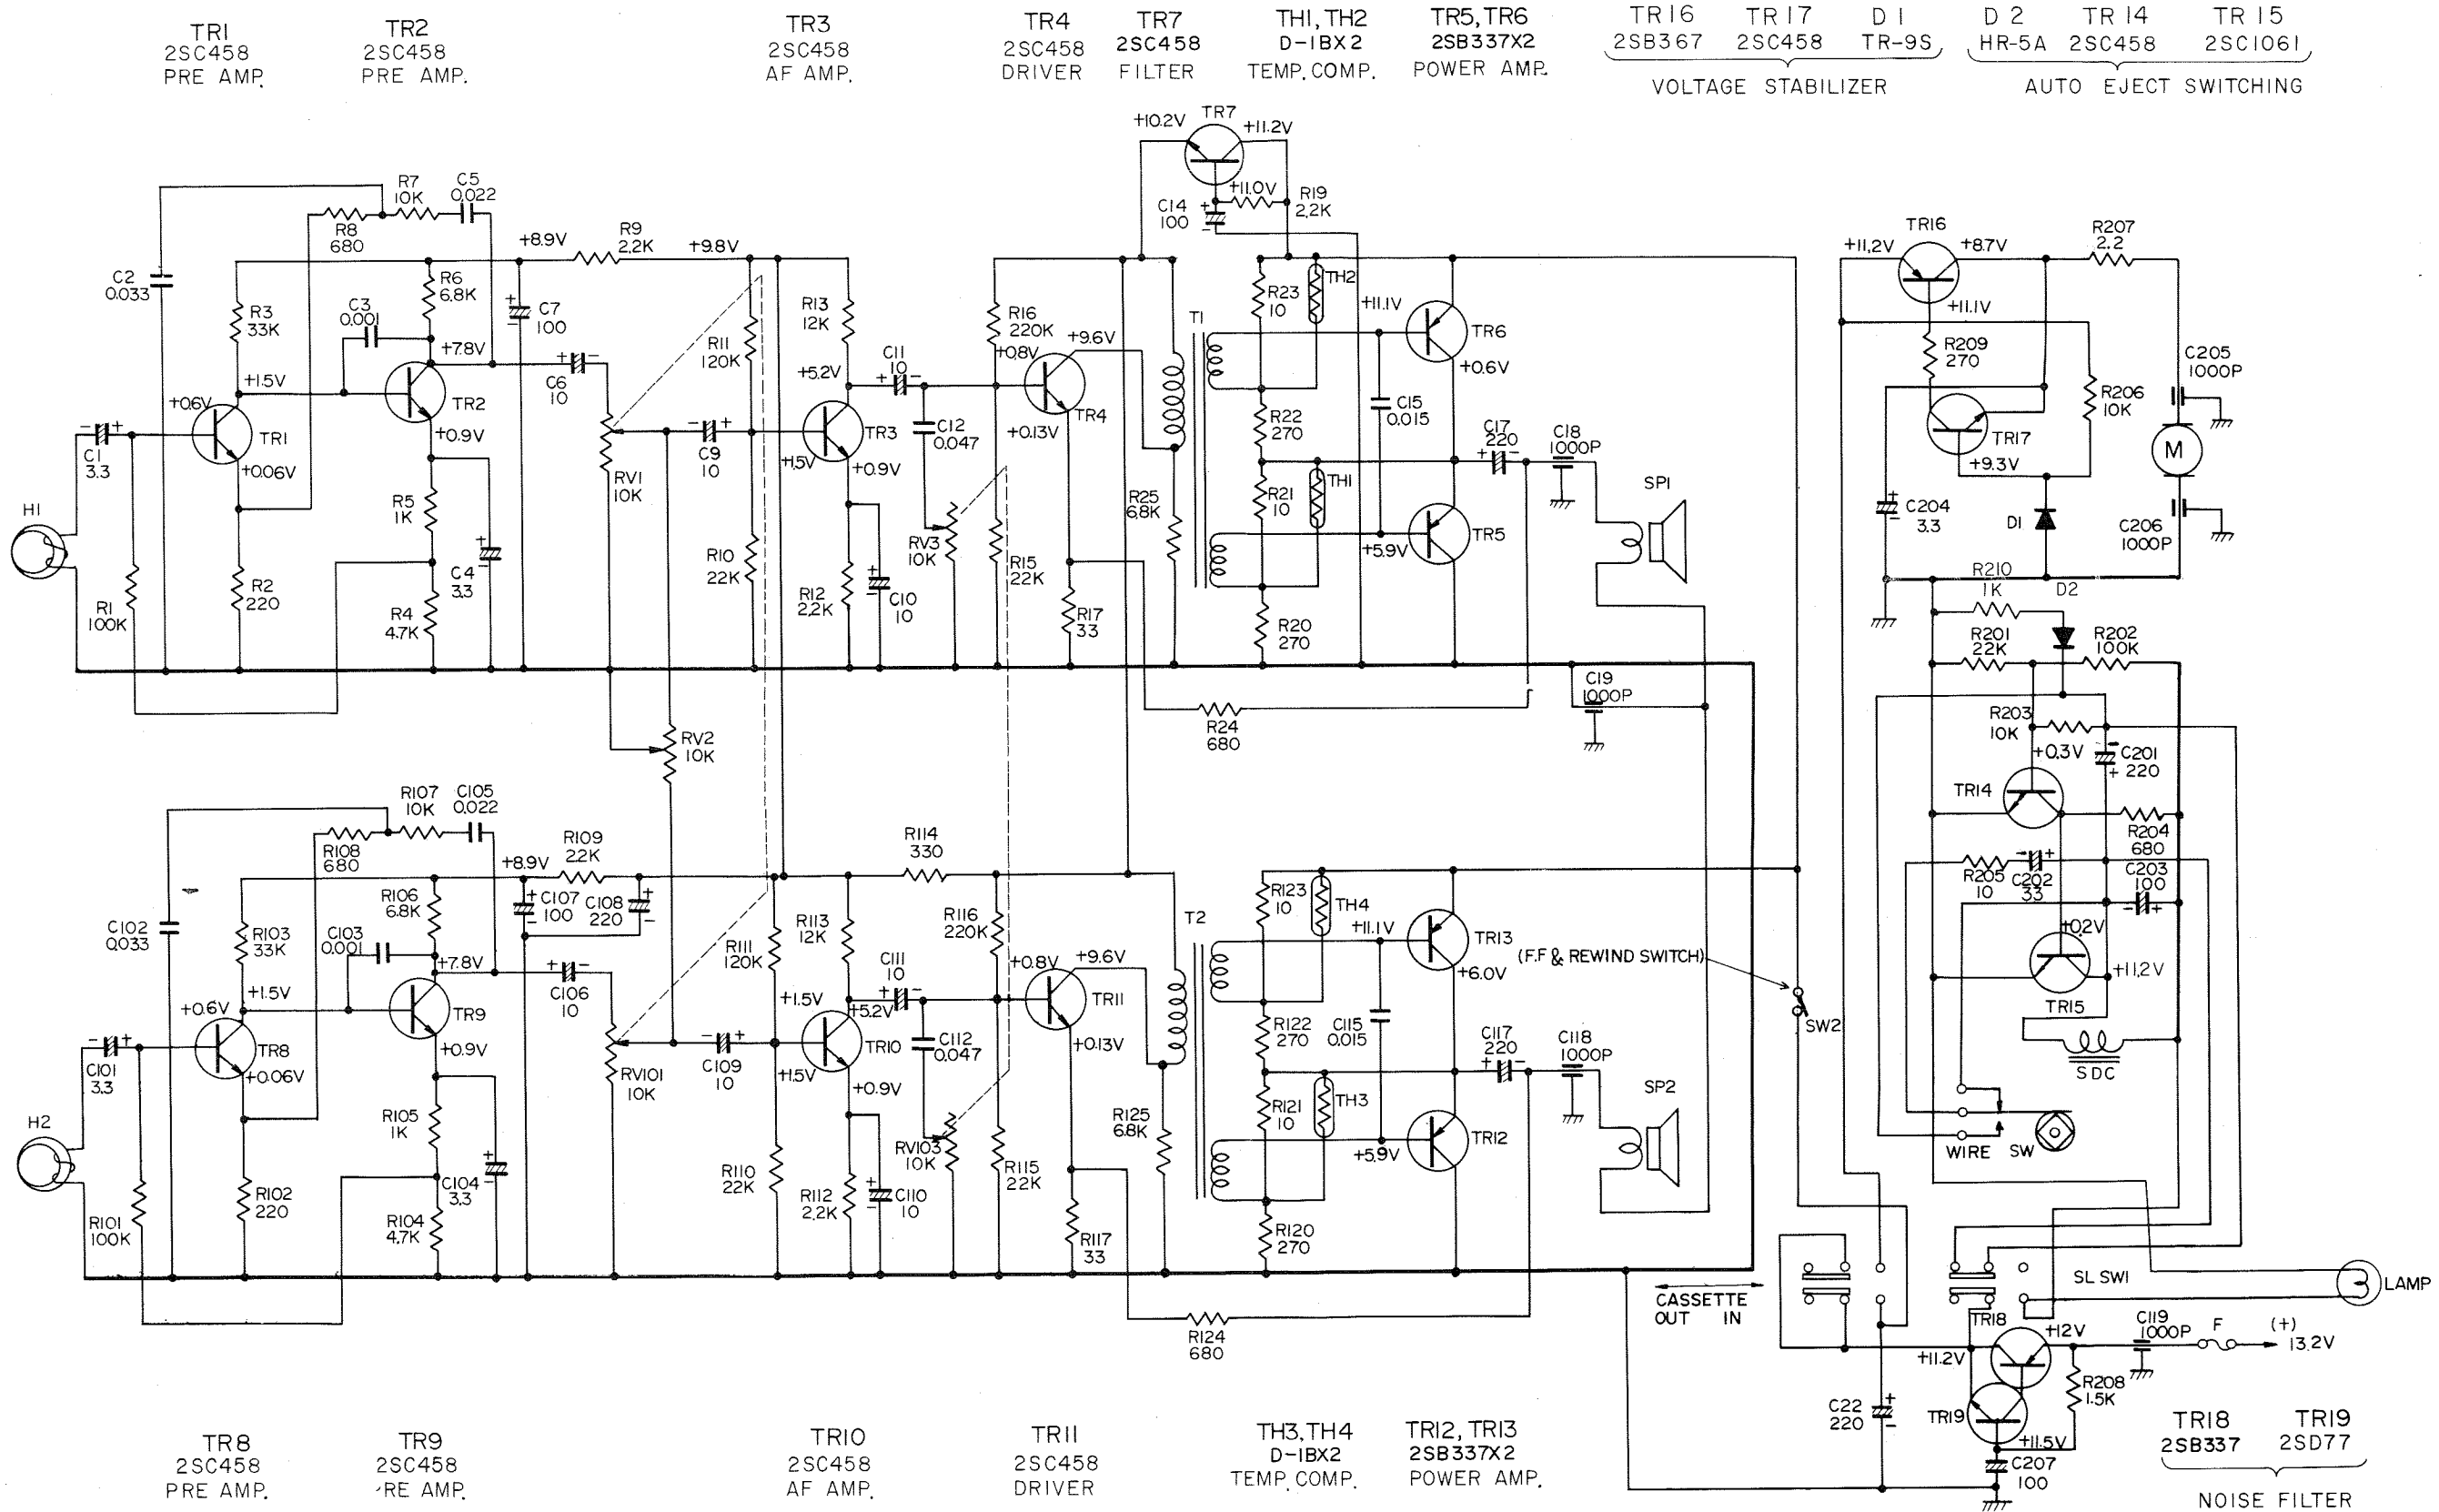 TR1
2SC458
PRE AMP.
TR2
2SC458
PRE AMP.
TR3
2SC458
AF AMP.
TR4
2SC458
DRIVER
TR7
2SC458
FILTER
TH1, TH2
D-1BX2
TEMP. COMP.
TR5, TR6
2SB337X2
POWER AMP.
TR16
2SB367
TR17
2SC458
D1
TR-9S
VOLTAGE STABILIZER
D2
HR-5A
TR14
2SC458
TR15
2SC1061
AUTO EJECT SWITCHING
TR7
+10.2V
+11.2V
+11.0V
R19
2.2K
C14
100
+
-
R7
10K
C5
0.022
R8
680
C2
0.033
R3
33K
C3
0.001
R6
6.8K
+8.9V
R9
2.2K
+9.8V
C7
100
+7.8V
+1.5V
+0.6V
TR1
TR2
+0.9V
+0.06V
C1
3.3
H1
R1
100K
R2
220
R5
1K
R4
4.7K
C4
3.3
C6
10
RV1
10K
R11
120K
R13
12K
+5.2V
C9
10
+1.5V
TR3
+0.9V
R10
22K
R12
2.2K
C10
10
C11
10
C12
0.047
RV3
10K
R16
220K
+0.8V
+9.6V
TR4
+0.13V
R15
22K
R17
33
R25
6.8K
T1
R23
10
TH2
+11.1V
TR6
+0.6V
R22
270
C15
0.015
R21
10
TH1
+5.9V
TR5
R20
270
C17
220
C18
1000P
SP1
C19
1000P
R24
680
RV2
10K
+11.2V
TR16
+8.7V
R207
2.2
+11.1V
R209
270
C205
1000P
R206
10K
TR17
+9.3V
M
C204
3.3
D1
C206
1000P
R210
1K
D2
R201
22K
R202
100K
R203
10K
+0.3V
C201
220
TR14
R204
680
R205
10
C202
33
C203
100
+0.2V
+11.2V
TR15
SDC
WIRE
SW
R107
10K
C105
0.022
R108
680
C102
0.033
R103
33K
C103
0.001
R106
6.8K
+8.9V
R109
2.2K
C107
100
C108
220
+7.8V
+1.5V
+0.6V
TR8
TR9
+0.9V
+0.06V
C101
3.3
H2
R101
100K
R102
220
R105
1K
R104
4.7K
C104
3.3
C106
10
RV101
10K
R114
330
R111
120K
R113
12K
+1.5V
+5.2V
C109
10
+1.5V
TR10
+0.9V
R110
22K
R112
2.2K
C110
10
C111
10
C112
0.047
RV103
10K
R116
220K
+0.8V
+9.6V
TR11
+0.13V
R115
22K
R117
33
R125
6.8K
T2
R123
10
TH4
+11.1V
TR13
+6.0V
R122
270
C115
0.015
R121
10
TH3
+5.9V
TR12
R120
270
C117
220
C118
1000P
SP2
R124
680
(F.F & REWIND SWITCH)
SW2
CASSETTE
OUT IN
SL SW1
LAMP
TR18
+12V
C119
1000P
F
(+)
13.2V
+11.2V
R208
1.5K
TR19
+11.5V
C22
220
C207
100
TR8
2SC458
PRE AMP.
TR9
2SC458
RE AMP.
TR10
2SC458
AF AMP.
TR11
2SC458
DRIVER
TH3, TH4
D-1BX2
TEMP. COMP.
TR12, TR13
2SB337X2
POWER AMP.
TR18
2SB337
TR19
2SD77
NOISE FILTER